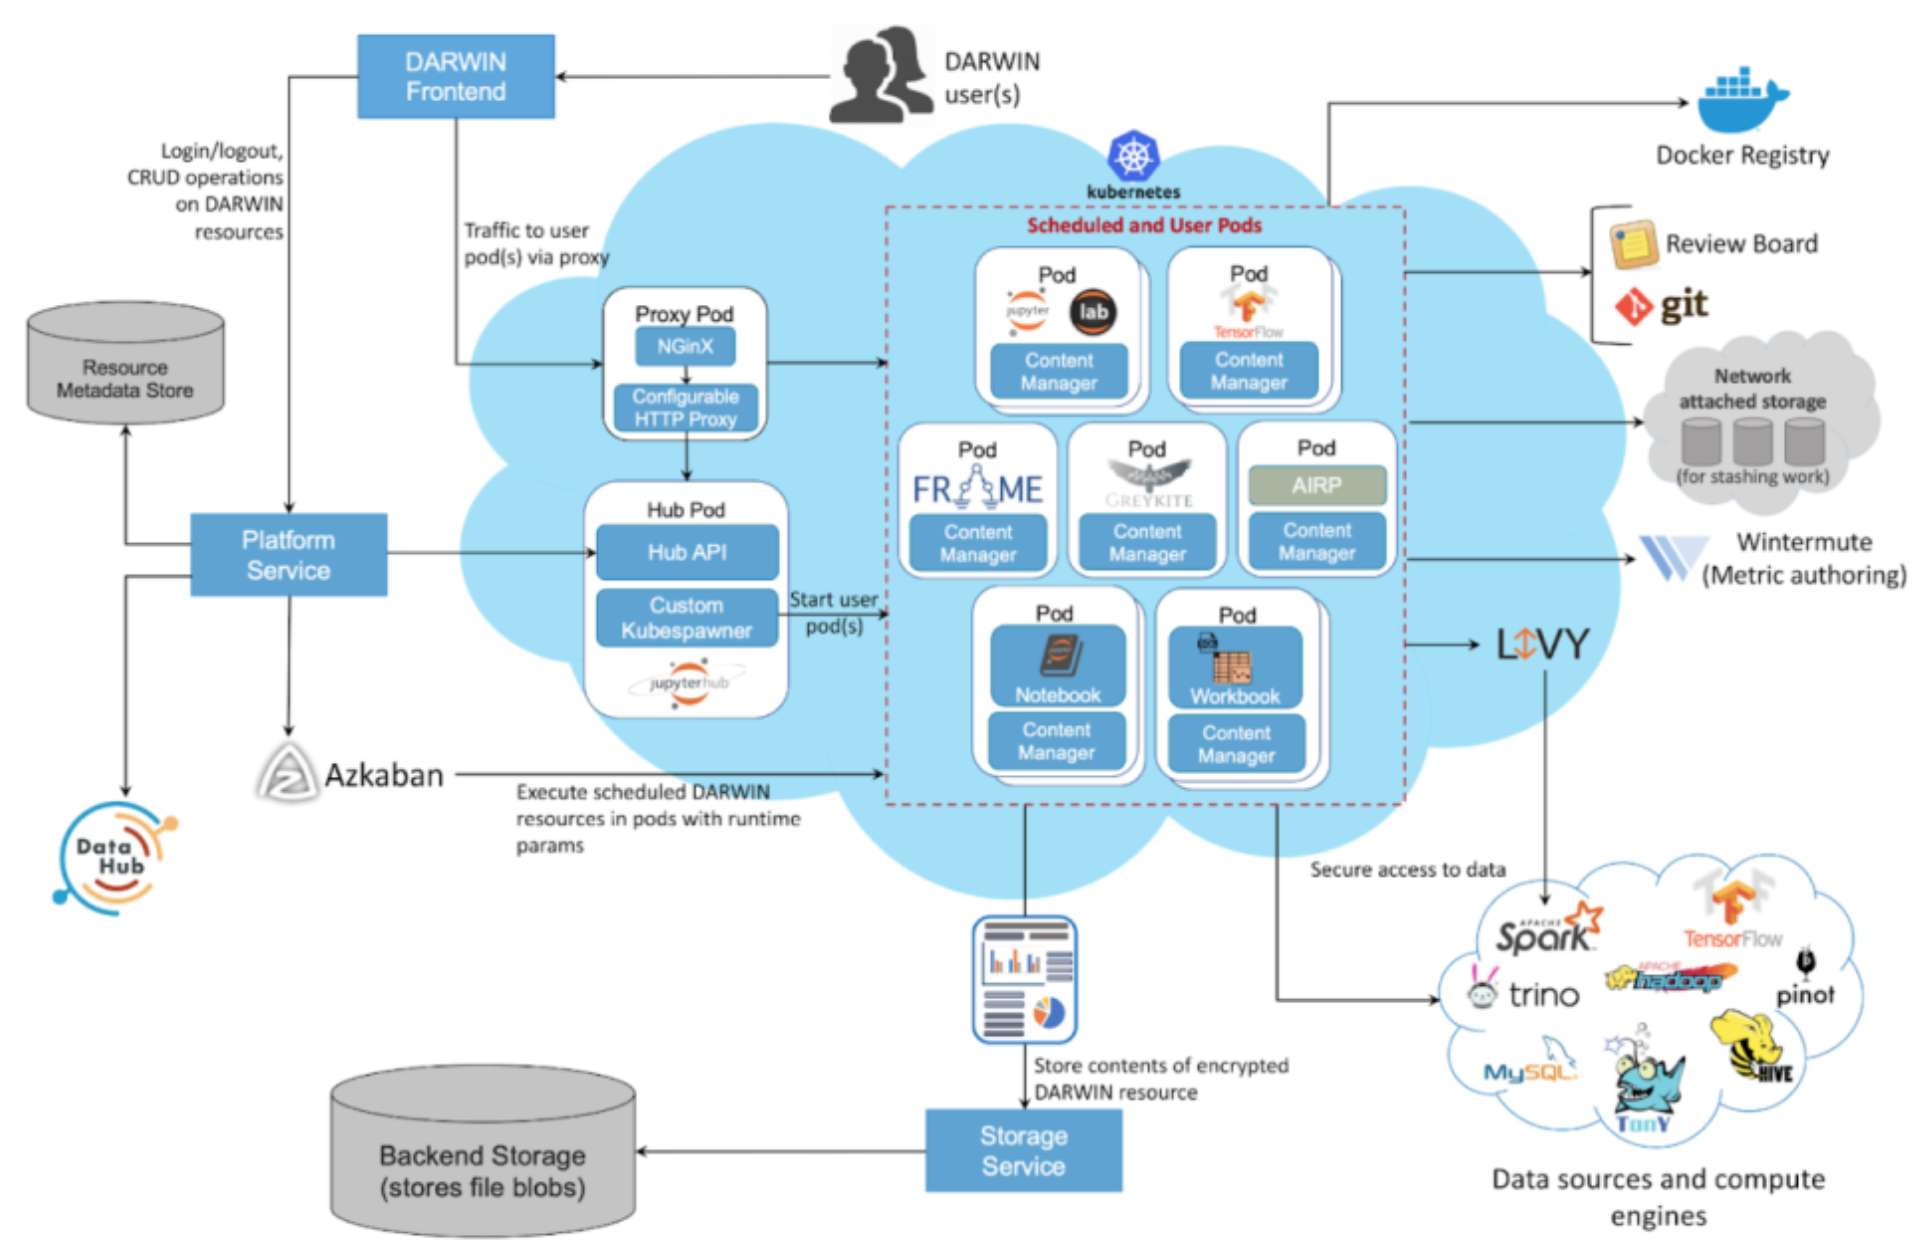 DARWIN
Frontend
DARWIN
user(s)
Docker Registry
Login/logout,
CRUD operations
on DARWIN
resources
Traffic to user
pod(s) via proxy
kubernetes
Scheduled and User Pods
Review Board
git
Resource
Metadata Store
Proxy Pod
NGinX
Configurable
HTTP Proxy
Pod
jupyter
lab
Content
Manager
Pod
TensorFlow
Content
Manager
Network
attached storage
(for stashing work)
Pod
FRAME
Content
Manager
Pod
GREYKITE
Content
Manager
Pod
AIRP
Content
Manager
Platform
Service
Hub Pod
Hub API
Custom
Kubespawner
jupyterhub
Start user
pod(s)
Wintermute
(Metric authoring)
Pod
Notebook
Content
Manager
Pod
Workbook
Content
Manager
LIVY
Azkaban
Execute scheduled DARWIN
resources in pods with runtime
params
Data
Hub
Secure access to data
APACHE
Spark
TensorFlow
trino
APACHE
hadoop
pinot
MySQL
TonY
HIVE
Data sources and compute
engines
Store contents of encrypted
DARWIN resource
Storage
Service
Backend Storage
(stores file blobs)